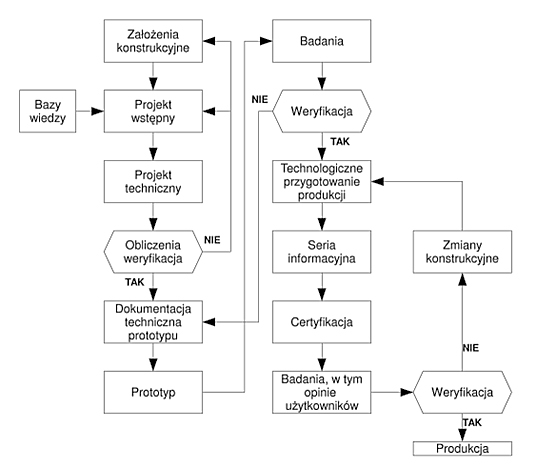 Założenia
konstrukcyjne
Bazy
wiedzy
Projekt
wstępny
Projekt
techniczny
Obliczenia
weryfikacja
NIE
TAK
Dokumentacja
techniczna
prototypu
Prototyp
Badania
NIE
Weryfikacja
TAK
Technologiczne
przygotowanie
produkcji
Seria
informacyjna
Certyfikacja
Badania, w tym
opinie
użytkowników
Zmiany
konstrukcyjne
NIE
Weryfikacja
TAK
Produkcja